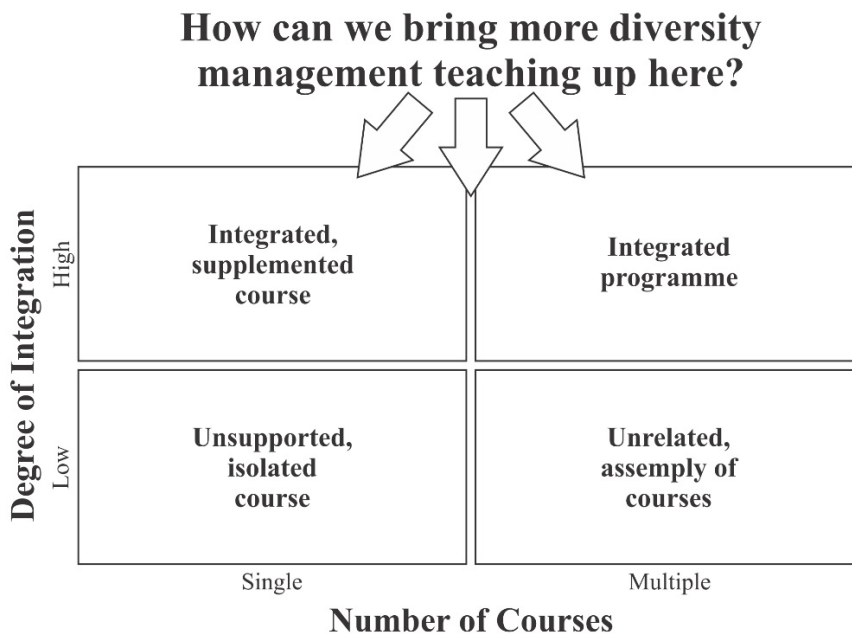 How can we bring more diversity
management teaching up here?
Degree of Integration
High
Integrated,
supplemented
course
Integrated
programme
Low
Unsupported,
isolated
course
Unrelated,
assemply of
courses
Single
Multiple
Number of Courses